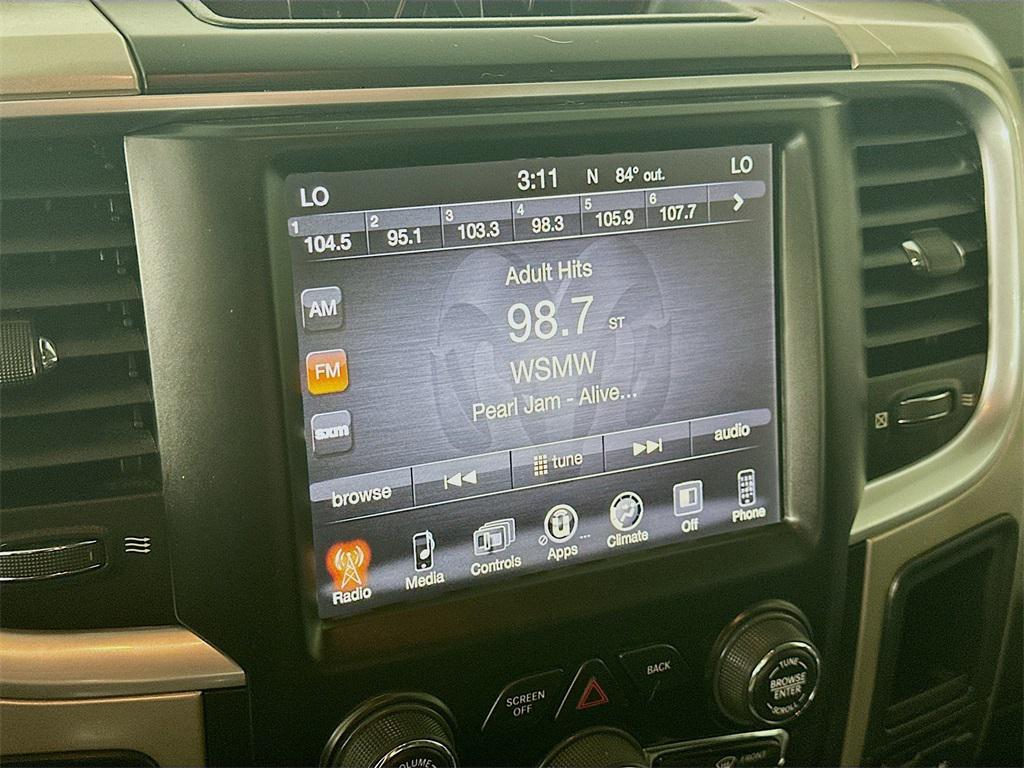 LO 3:11 N 84° out. LO
1 104.5 2 95.1 3 103.3 4 98.3 5 105.9 6 107.7
Adult Hits
AM
98.7 ST
FM
WSMW
Pearl Jam - Alive...
sxm
browse tune audio
Radio Media Controls Apps Climate Off Phone
SCREEN
OFF
BACK
TUNE
BROWSE
ENTER
SCROLL
VOLUME
FRONT